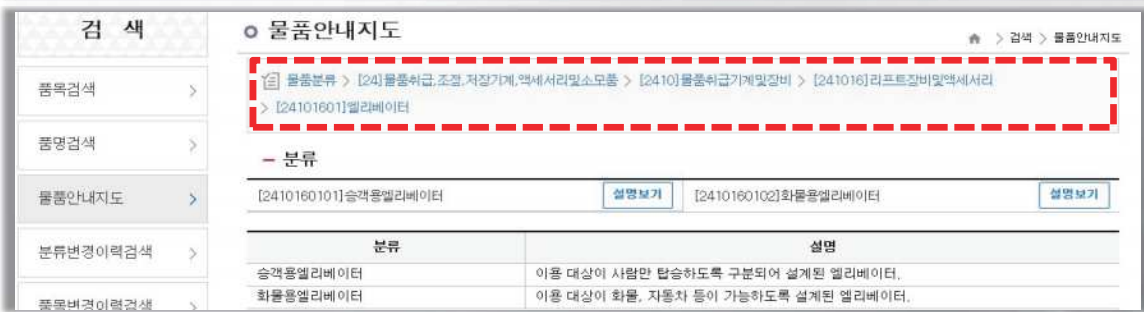 검 색
품목검색
품명검색
물품안내지도
분류변경이력검색
품목변경이력검색
물품안내지도
> 검색 > 물품안내지도
물품분류 > [24]물품취급,조절,저장기계,액세서리및소모품 > [2410]물품취급기계및장비 > [241016]리프트장비및액세서리
> [24101601]엘리베이터
분류
[2410160101]승객용엘리베이터 설명보기 [2410160102]화물용엘리베이터 설명보기
분류 설명
승객용엘리베이터 이용 대상이 사람만 탑승하도록 구분되어 설계된 엘리베이터.
화물용엘리베이터 이용 대상이 화물, 자동차 등이 가능하도록 설계된 엘리베이터.